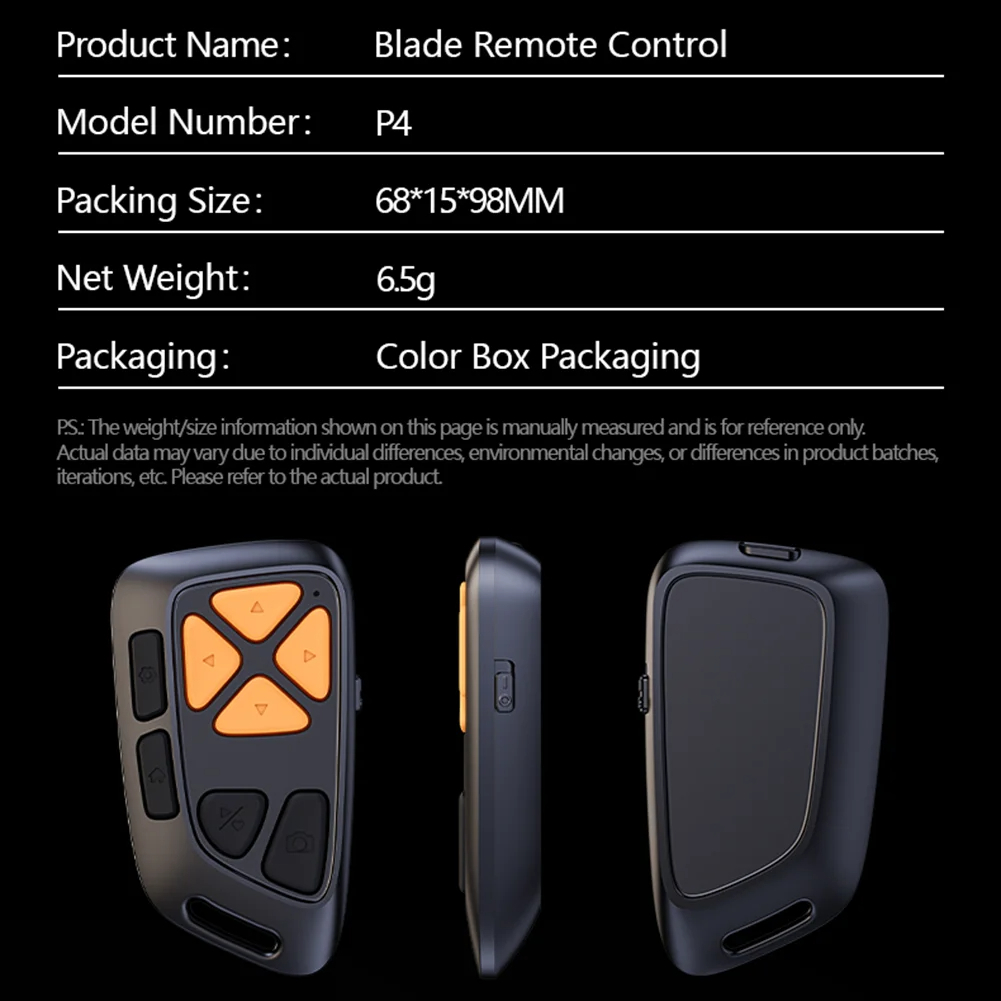 Product Name: Blade Remote Control
Model Number: P4
Packing Size: 68*15*98MM
Net Weight: 6.5g
Packaging: Color Box Packaging
PS.: The weight/size information shown on this page is manually measured and is for reference only.
Actual data may vary due to individual differences, environmental changes, or differences in product batches,
iterations, etc. Please refer to the actual product.